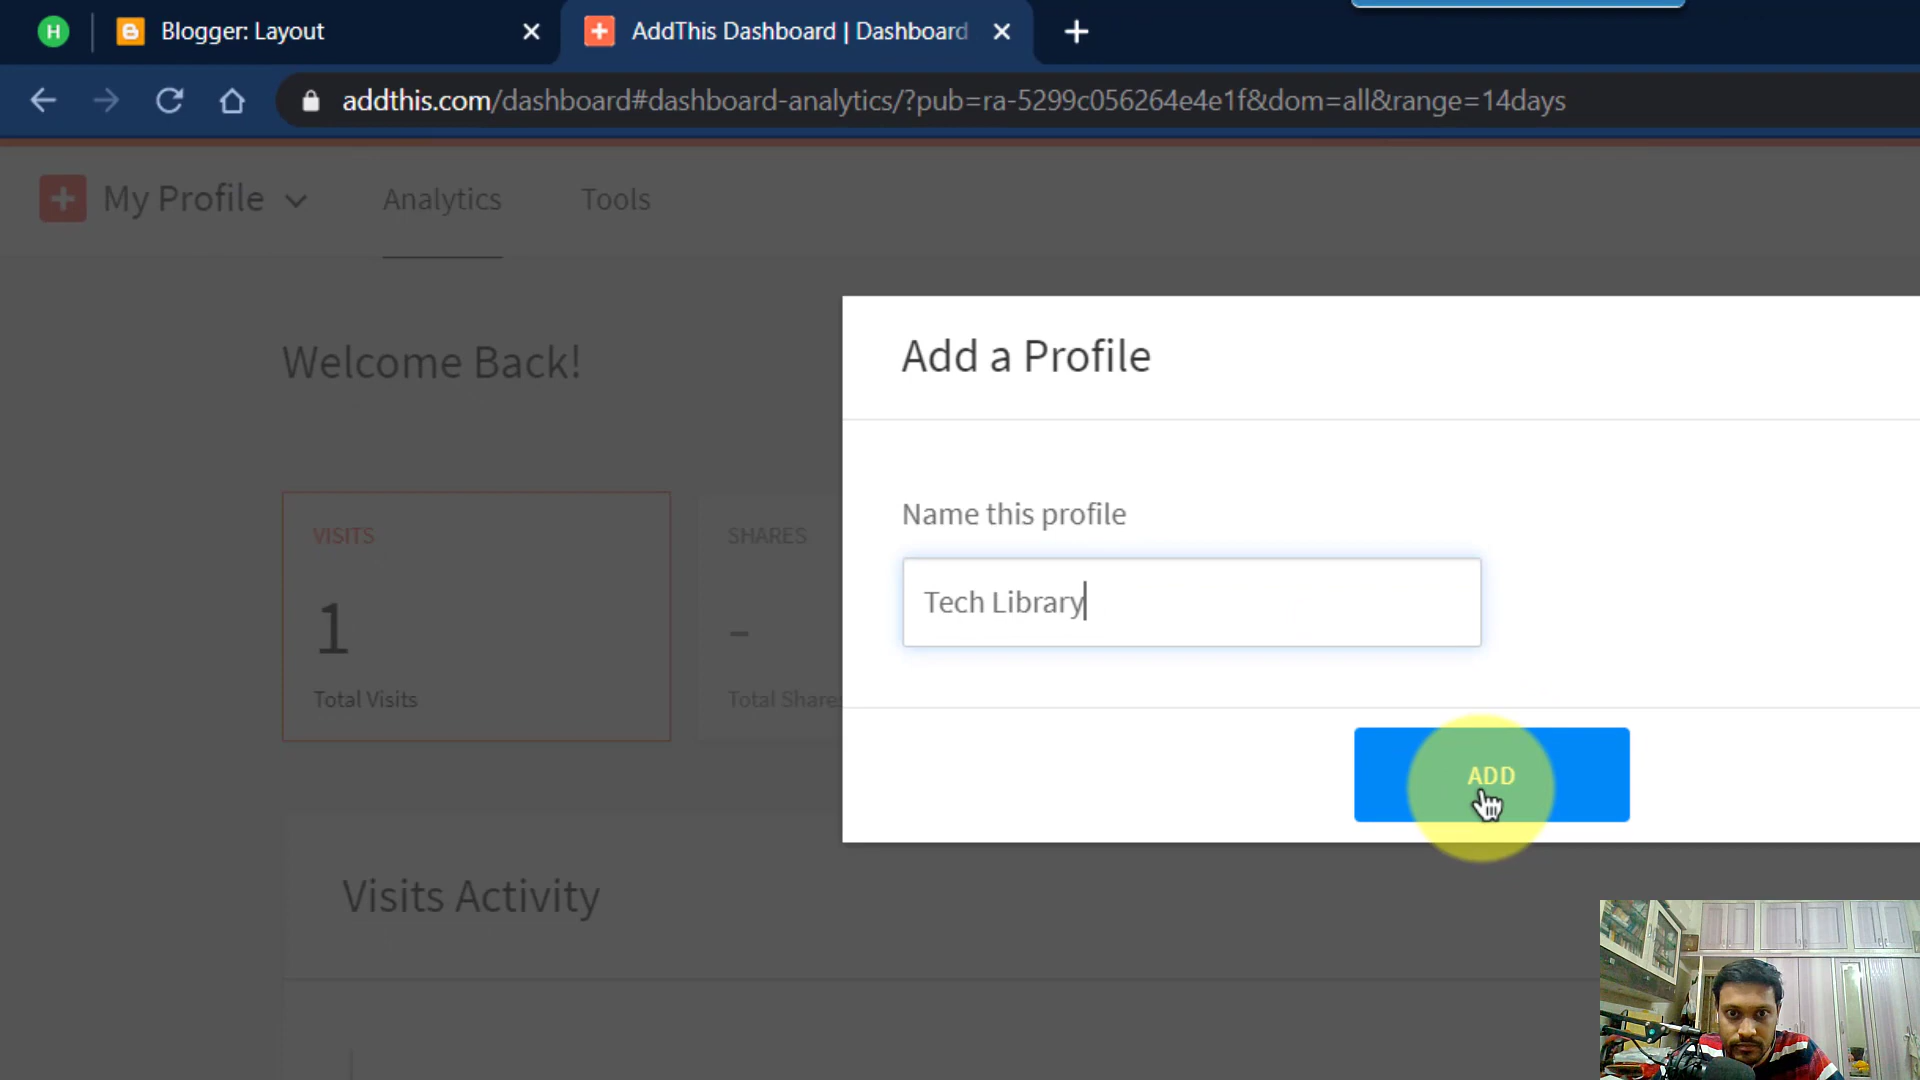 H
Blogger: Layout
AddThis Dashboard | Dashboard
addthis.com/dashboard#dashboard-analytics/?pub=ra-5299c056264e4e1f&dom=all&range=14days
My Profile
Analytics
Tools
Welcome Back!
Add a Profile
Name this profile
Tech Library
ADD
VISITS
1
Total Visits
SHARES
-
Total Share
Visits Activity